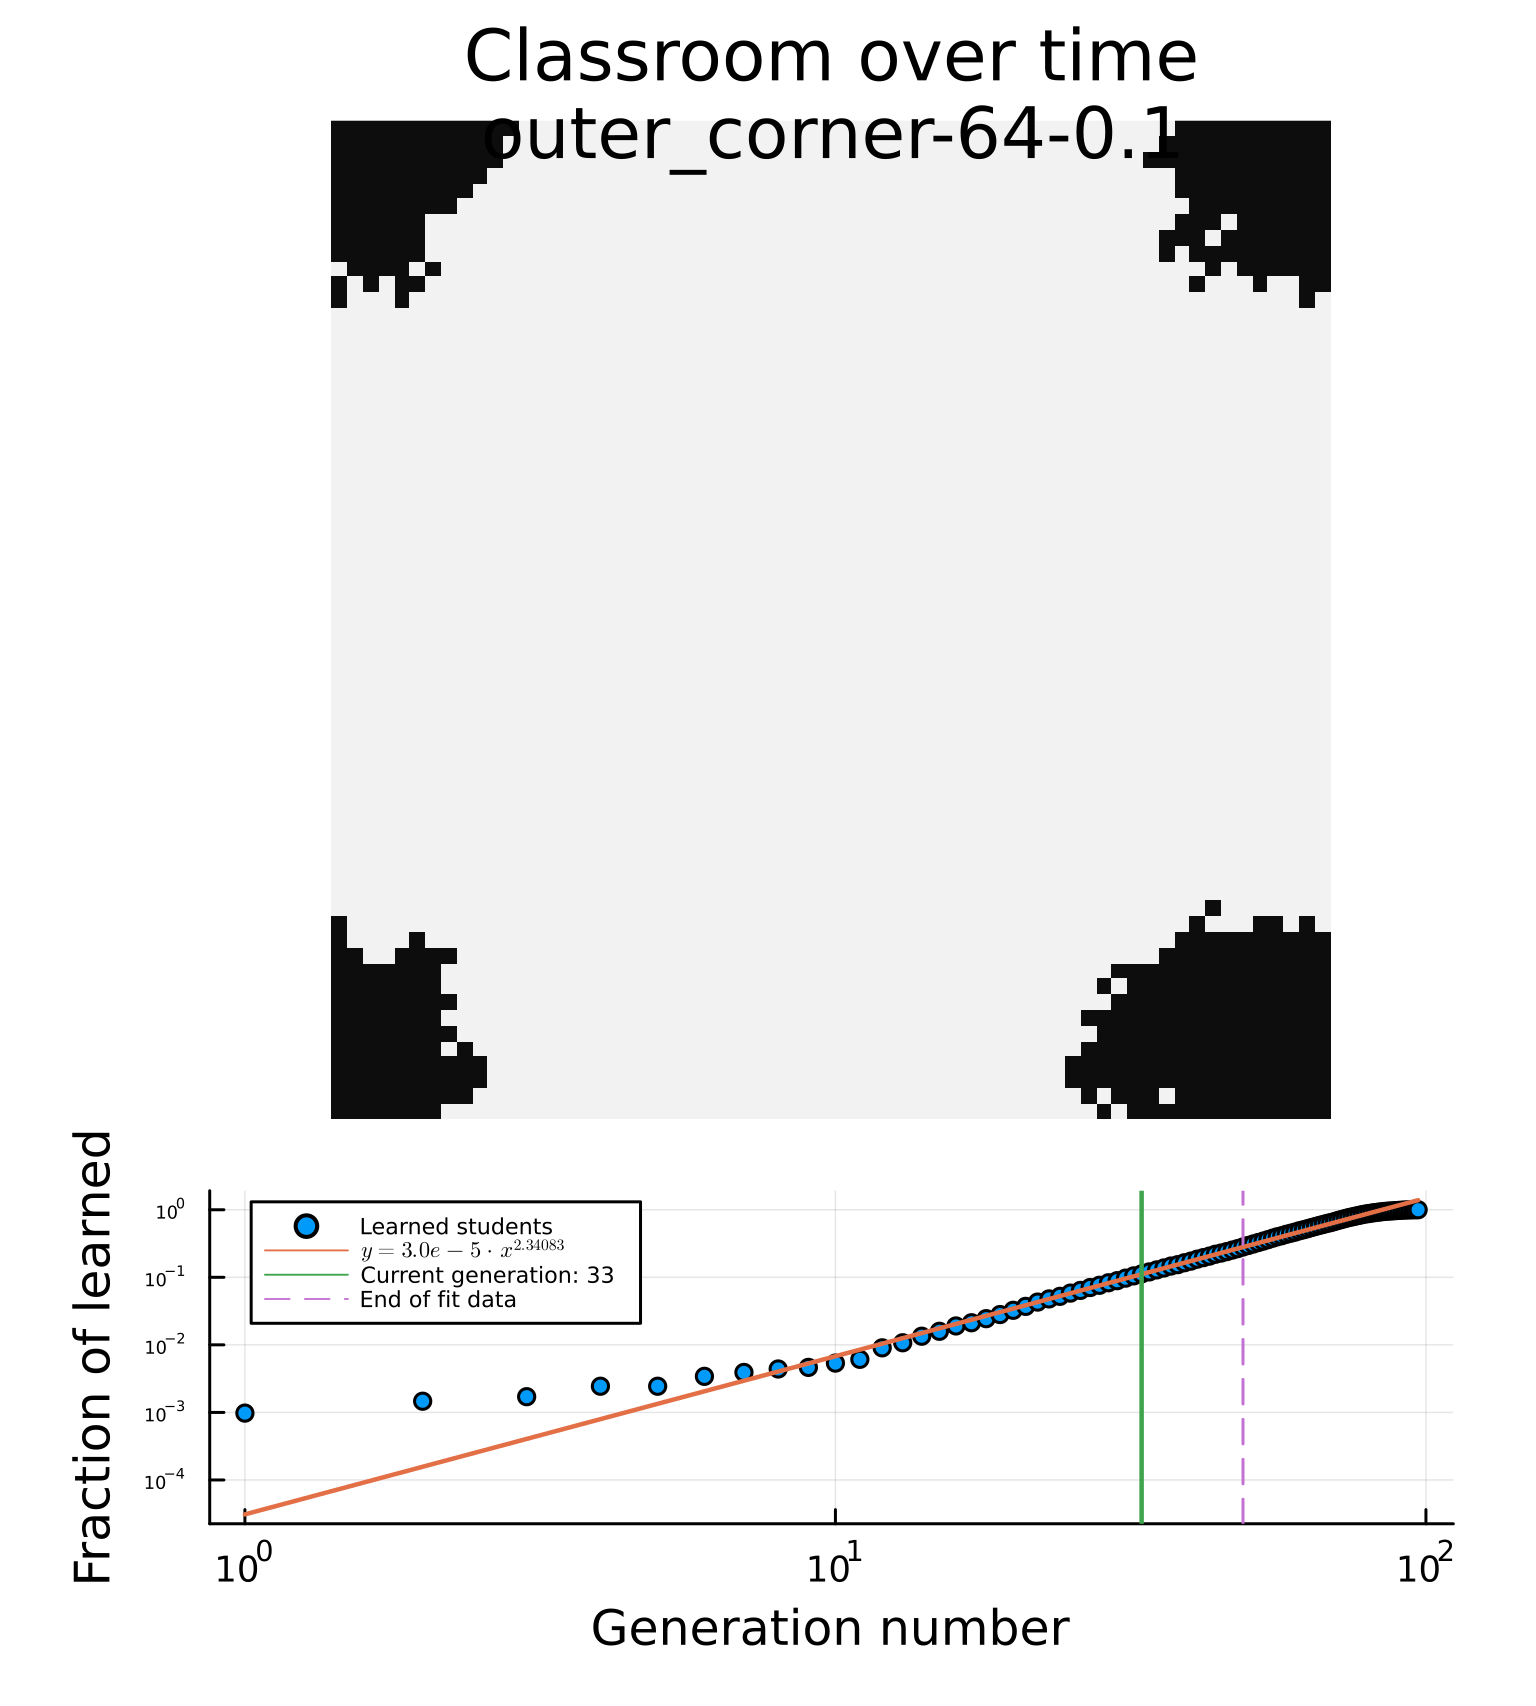 Classroom over time
outer_corner-64-0.1
Fraction of learned
10^0
10^-1
10^-2
10^-3
10^-4
Learned students
y = 3.0e − 5 · x^2.34083
Current generation: 33
End of fit data
10^0 10^1 10^2
Generation number